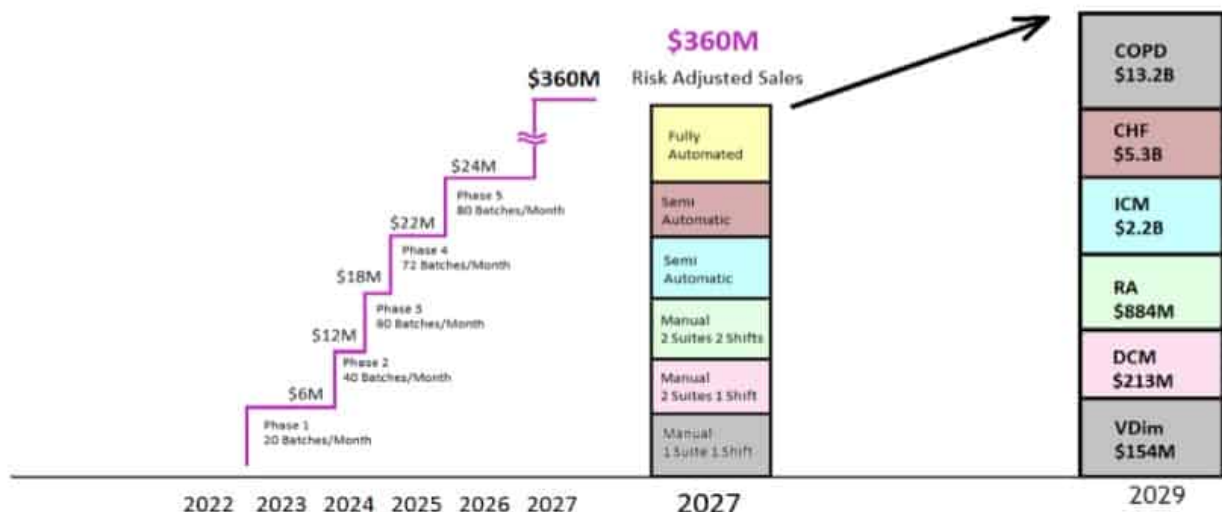 $360M
$24M
Phase 5
80 Batches/Month
$22M
Phase 4
72 Batches/Month
$18M
Phase 3
60 Batches/Month
$12M
Phase 2
40 Batches/Month
$6M
Phase 1
20 Batches/Month
2022 2023 2024 2025 2026 2027
$360M
Risk Adjusted Sales
Fully
Automated
Semi
Automatic
Semi
Automatic
Manual
2 Suites 2 Shifts
Manual
2 Suites 1 Shift
Manual
1 Suite 1 Shift
2027
COPD
$13.2B
CHF
$5.3B
ICM
$2.2B
RA
$884M
DCM
$213M
VDim
$154M
2029